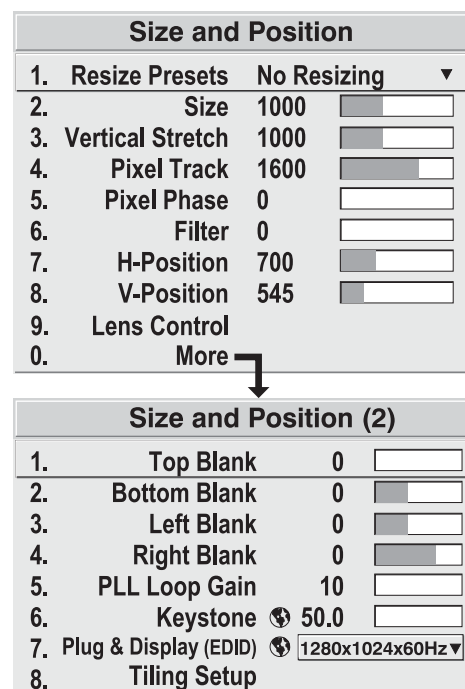 Size and Position
1. Resize Presets No Resizing ▼
2. Size 1000
3. Vertical Stretch 1000
4. Pixel Track 1600
5. Pixel Phase 0
6. Filter 0
7. H-Position 700
8. V-Position 545
9. Lens Control
0. More
Size and Position (2)
1. Top Blank 0
2. Bottom Blank 0
3. Left Blank 0
4. Right Blank 0
5. PLL Loop Gain 10
6. Keystone 50.0
7. Plug & Display (EDID) 1280x1024x60Hz▼
8. Tiling Setup